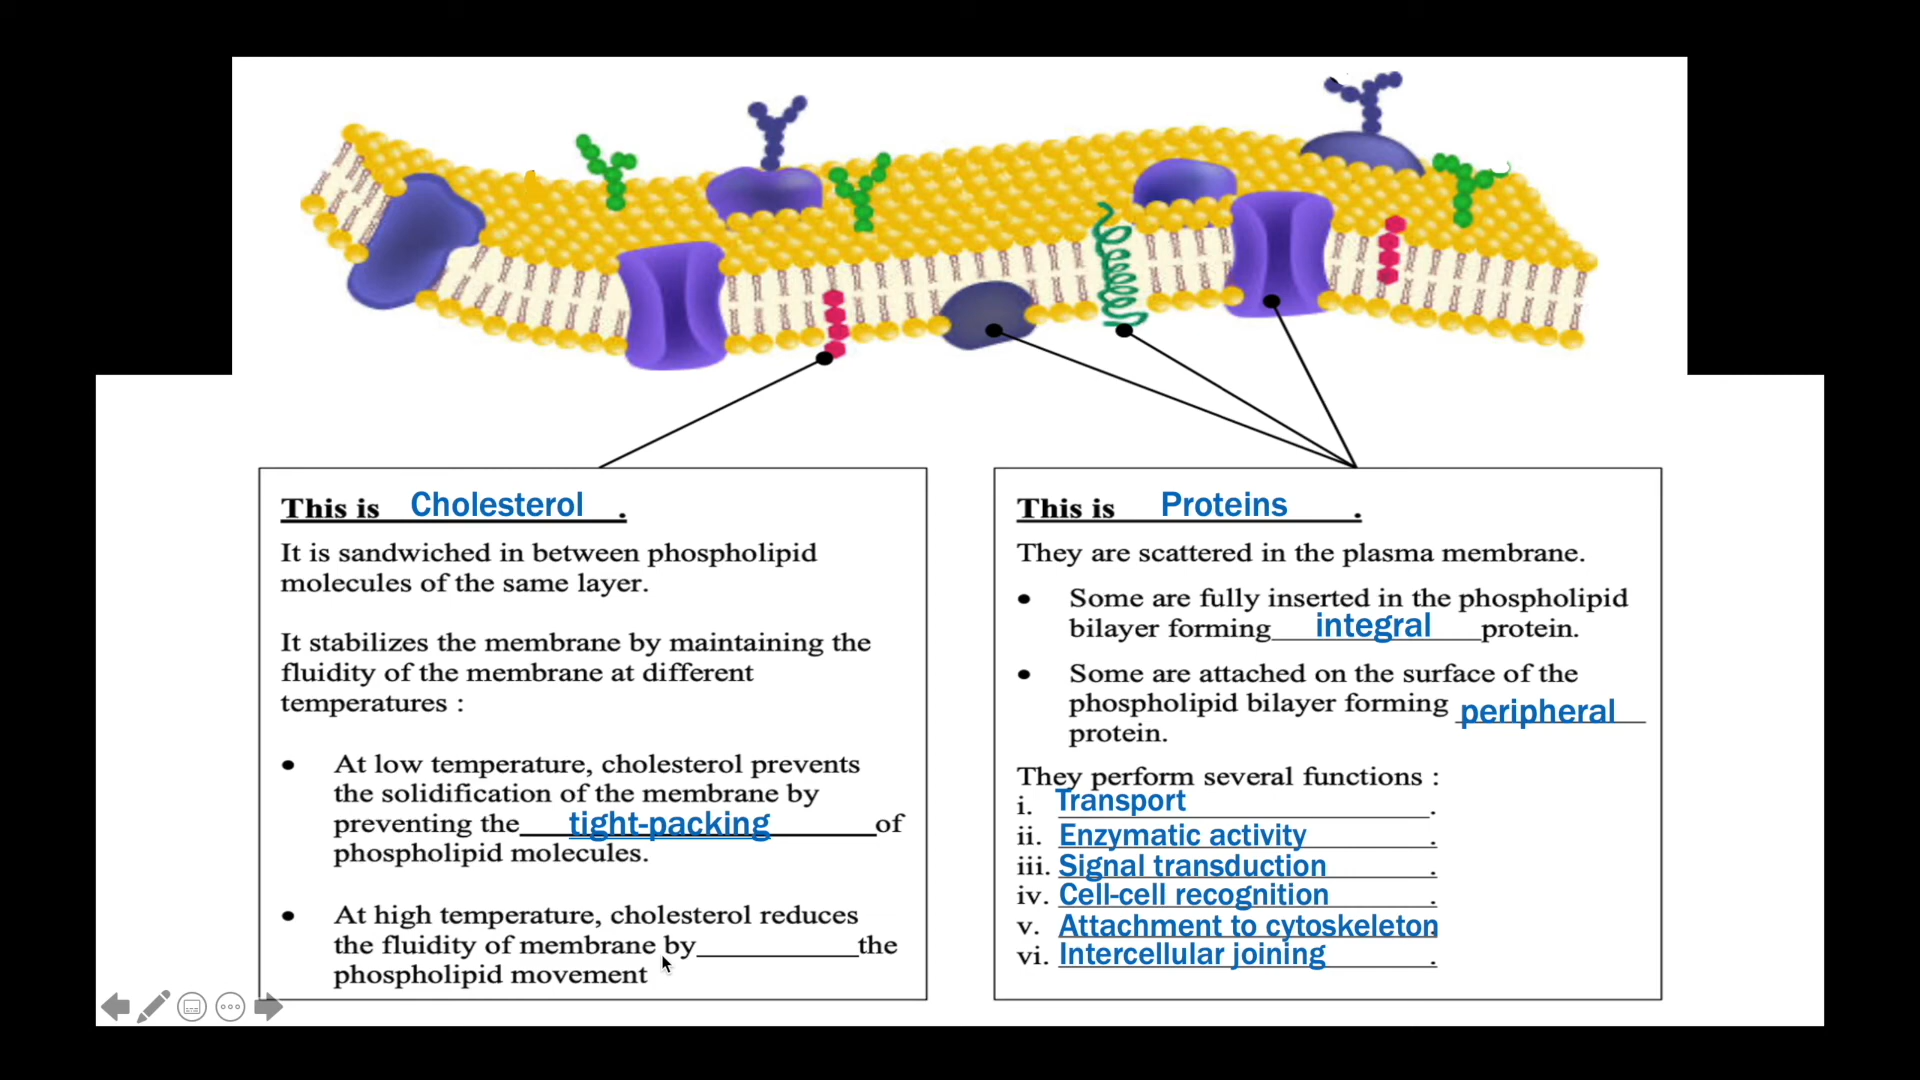 This is Cholesterol .
It is sandwiched in between phospholipid
molecules of the same layer.
It stabilizes the membrane by maintaining the
fluidity of the membrane at different
temperatures :
• At low temperature, cholesterol prevents
the solidification of the membrane by
preventing the tight-packing of
phospholipid molecules.
• At high temperature, cholesterol reduces
the fluidity of membrane by__________the
phospholipid movement
This is Proteins .
They are scattered in the plasma membrane.
• Some are fully inserted in the phospholipid
bilayer forming integral protein.
• Some are attached on the surface of the
phospholipid bilayer forming peripheral
protein.
They perform several functions :
i. Transport .
ii. Enzymatic activity .
iii. Signal transduction .
iv. Cell-cell recognition .
v. Attachment to cytoskeleton .
vi. Intercellular joining .